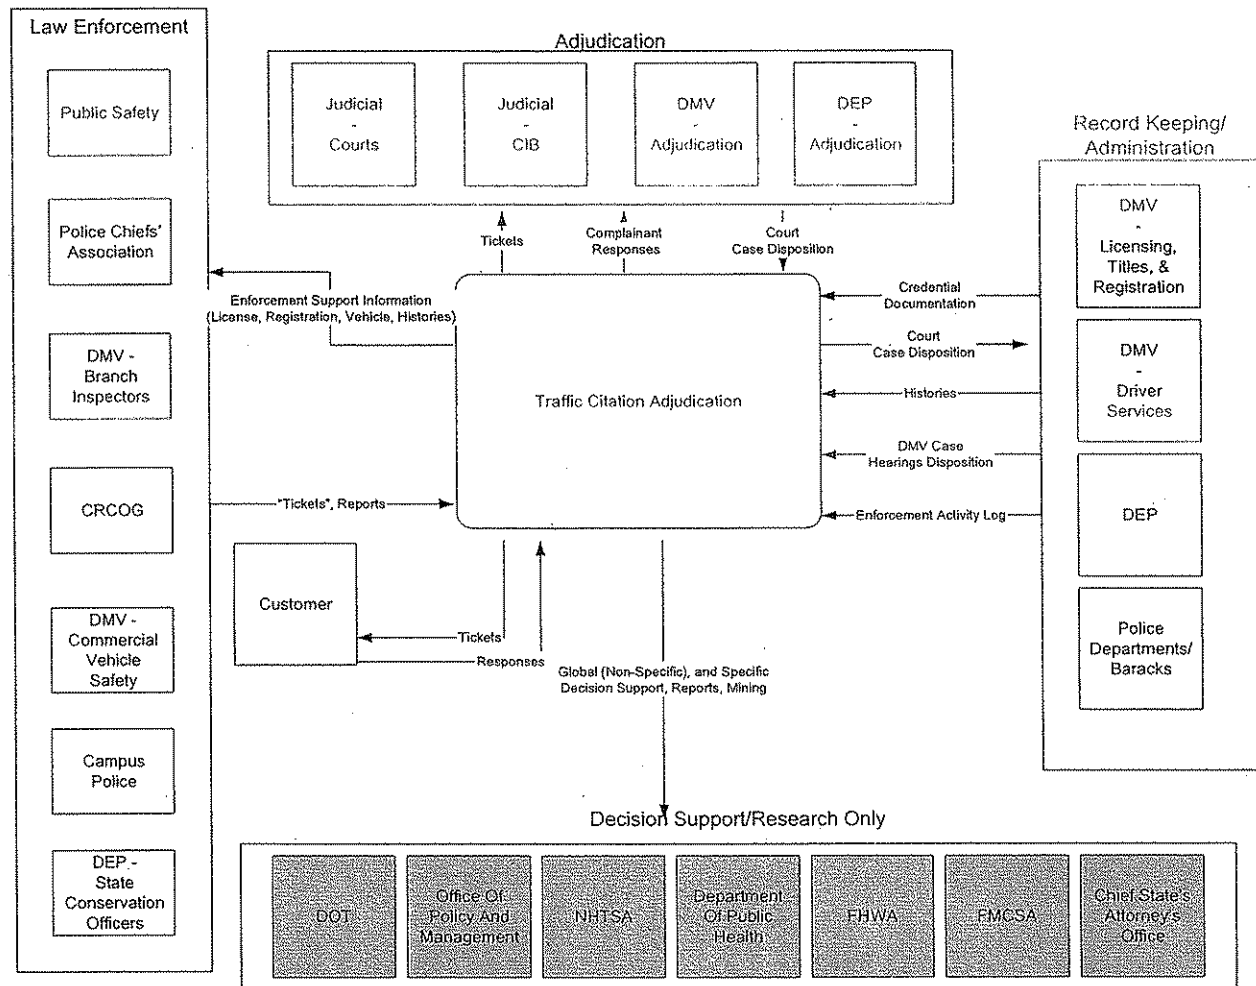 Law Enforcement
Public Safety
Police Chiefs'
Association
DMV -
Branch
Inspectors
CRCOG
DMV -
Commercial
Vehicle
Safety
Campus
Police
DEP -
State
Conservation
Officers
Adjudication
Judicial
-
Courts
Judicial
-
CIB
DMV
-
Adjudication
DEP
-
Adjudication
Tickets
Complainant
Responses
Court
Case Disposition
Enforcement Support Information
(License, Registration, Vehicle, Histories)
Traffic Citation Adjudication
"Tickets", Reports
Customer
Tickets
Responses
Global (Non-Specific), and Specific
Decision Support, Reports, Mining
Credential
Documentation
Court
Case Disposition
Histories
DMV Case
Hearings Disposition
Enforcement Activity Log
Record Keeping/
Administration
DMV
-
Licensing,
Titles, &
Registration
DMV
-
Driver
Services
DEP
Police
Departments/
Baracks
Decision Support/Research Only
DOT
Office Of
Policy And
Management
NHTSA
Department
Of Public
Health
FHWA
FMCSA
Chief State's
Attorney's
Office